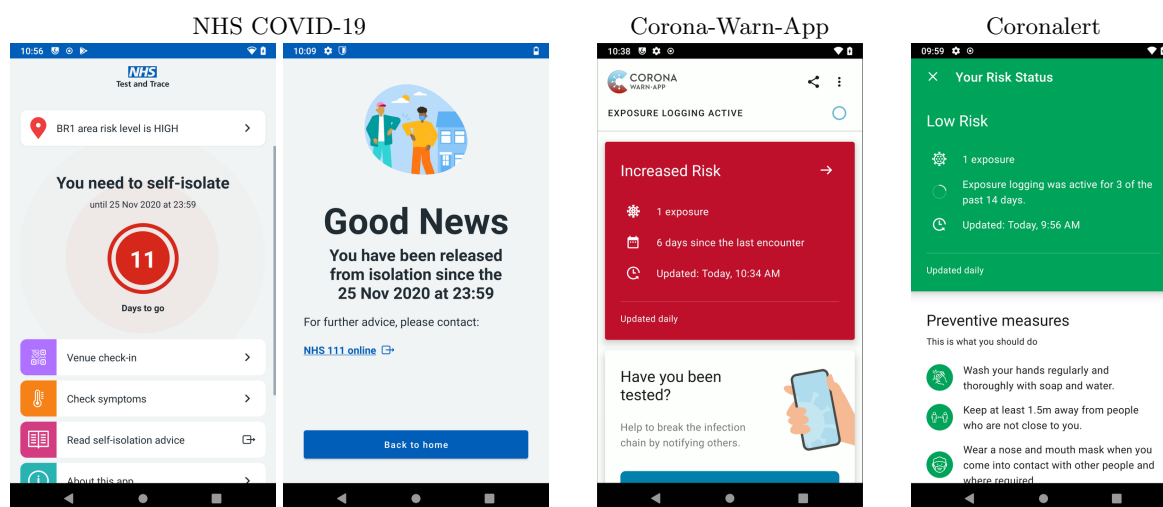 NHS COVID-19
10:56
NHS
Test and Trace
BR1 area risk level is HIGH
You need to self-isolate
until 25 Nov 2020 at 23:59
11
Days to go
Venue check-in
Check symptoms
Read self-isolation advice
About this app
10:09
Good News
You have been released
from isolation since the
25 Nov 2020 at 23:59
For further advice, please contact:
NHS 111 online
Back to home
Corona-Warn-App
10:38
CORONA
WARN-APP
EXPOSURE LOGGING ACTIVE
Increased Risk
1 exposure
6 days since the last encounter
Updated: Today, 10:34 AM
Updated daily
Have you been
tested?
Help to break the infection
chain by notifying others.
Coronalert
09:59
Your Risk Status
Low Risk
1 exposure
Exposure logging was active for 3 of the
past 14 days.
Updated: Today, 9:56 AM
Updated daily
Preventive measures
This is what you should do
Wash your hands regularly and
thoroughly with soap and water.
Keep at least 1.5m away from people
who are not close to you.
Wear a nose and mouth mask when you
come into contact with other people and
where required